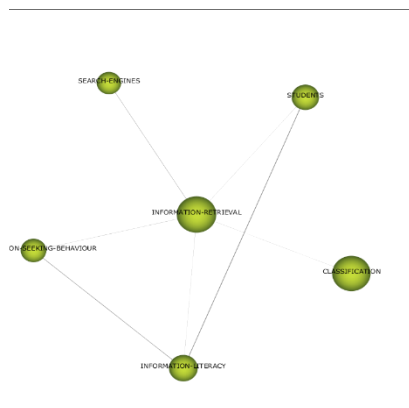 SEARCH-ENGINES
STUDENTS
INFORMATION-RETRIEVAL
ON-SEEKING-BEHAVIOUR
CLASSIFICATION
INFORMATION-LITERACY